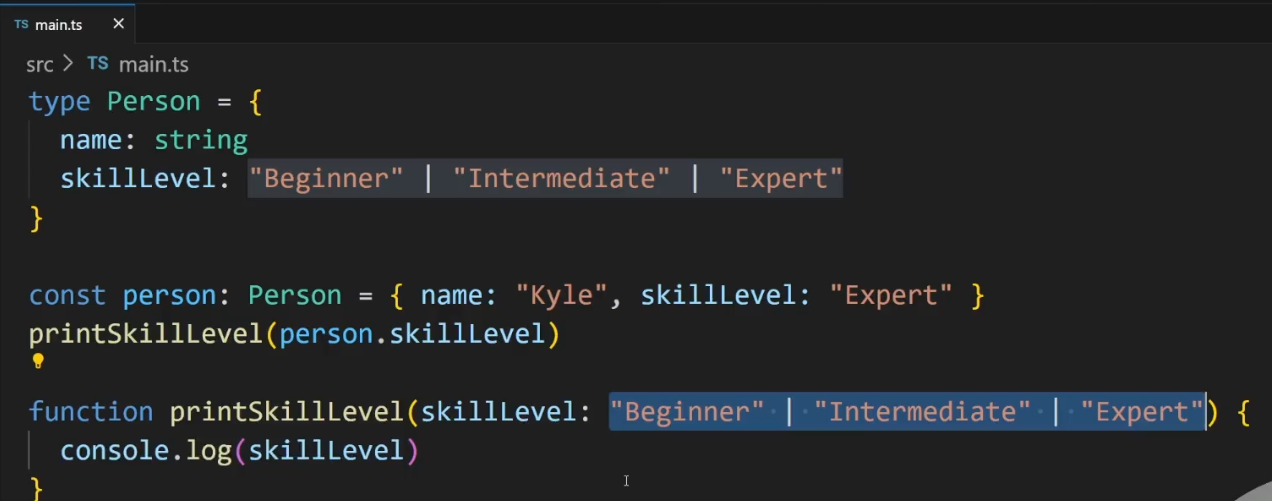 TS main.ts ×
src > TS main.ts
type Person = {
  name: string
  skillLevel: "Beginner" | "Intermediate" | "Expert"
}
const person: Person = { name: "Kyle", skillLevel: "Expert" }
printSkillLevel(person.skillLevel)
function printSkillLevel(skillLevel: "Beginner" | "Intermediate" | "Expert") {
  console.log(skillLevel)
}